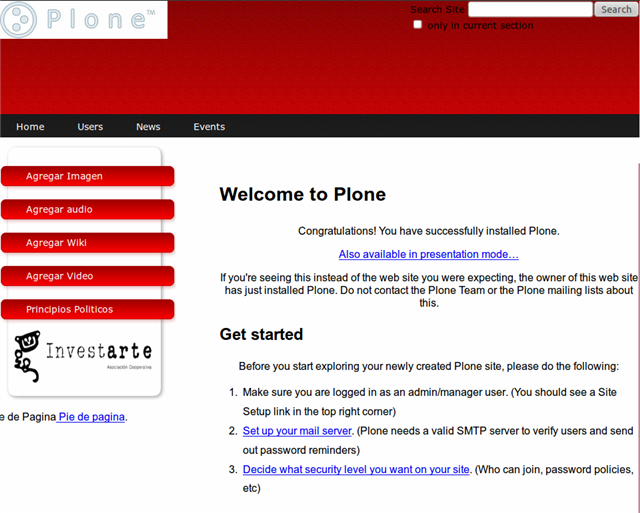 Plone™
Search Site
Search
only in current section
Home Users News Events
Agregar Imagen
Agregar audio
Agregar Wiki
Agregar Video
Principios Politicos
Investarte
Asociación Cooperativa
e de Pagina Pie de pagina.
Welcome to Plone
Congratulations! You have successfully installed Plone.
Also available in presentation mode…
If you're seeing this instead of the web site you were expecting, the owner of this web site
has just installed Plone. Do not contact the Plone Team or the Plone mailing lists about
this.
Get started
Before you start exploring your newly created Plone site, please do the following:
1. Make sure you are logged in as an admin/manager user. (You should see a Site
Setup link in the top right corner)
2. Set up your mail server. (Plone needs a valid SMTP server to verify users and send
out password reminders)
3. Decide what security level you want on your site. (Who can join, password policies,
etc)